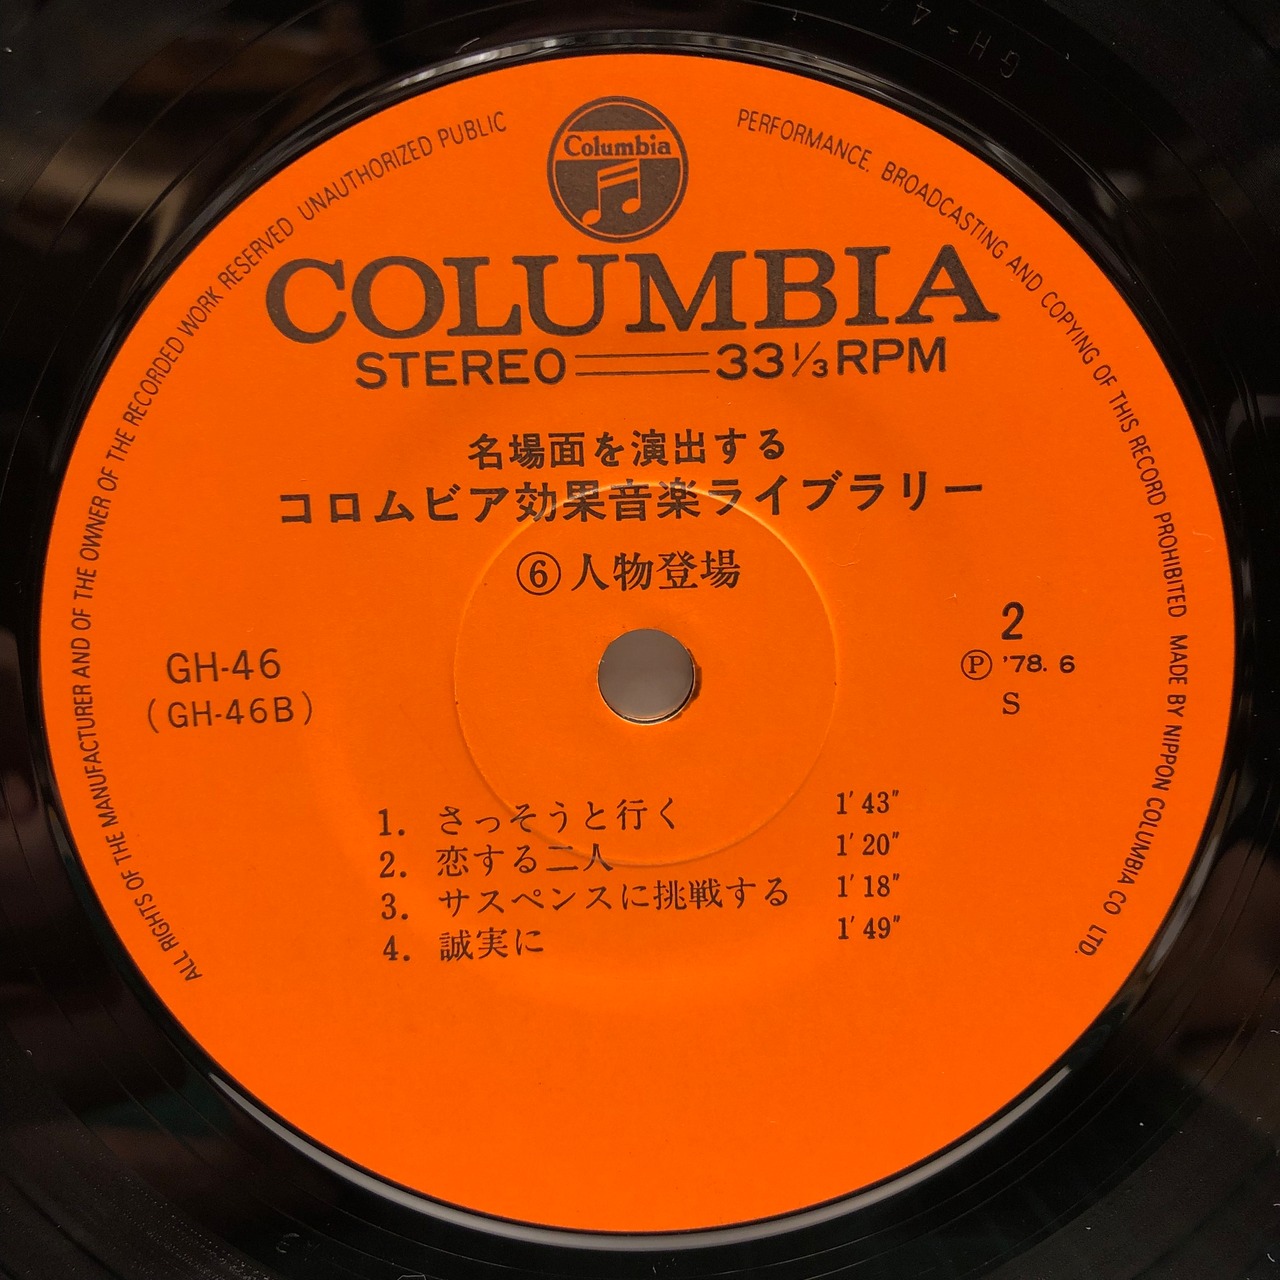 ALL RIGHTS OF THE MANUFACTURER AND OF THE OWNER OF THE RECORDED WORK RESERVED UNAUTHORIZED PUBLIC PERFORMANCE, BROADCASTING AND COPYING OF THIS RECORD PROHIBITED MADE BY NIPPON COLUMBIA CO LTD.
Columbia
COLUMBIA
STEREO 33⅓RPM
名場面を演出する
コロムビア効果音楽ライブラリー
⑥人物登場
GH-46
(GH-46B)
2
Ⓟ '78. 6
S
1. さっそうと行く 1′43″
2. 恋する二人 1′20″
3. サスペンスに挑戦する 1′18″
4. 誠実に 1′49″